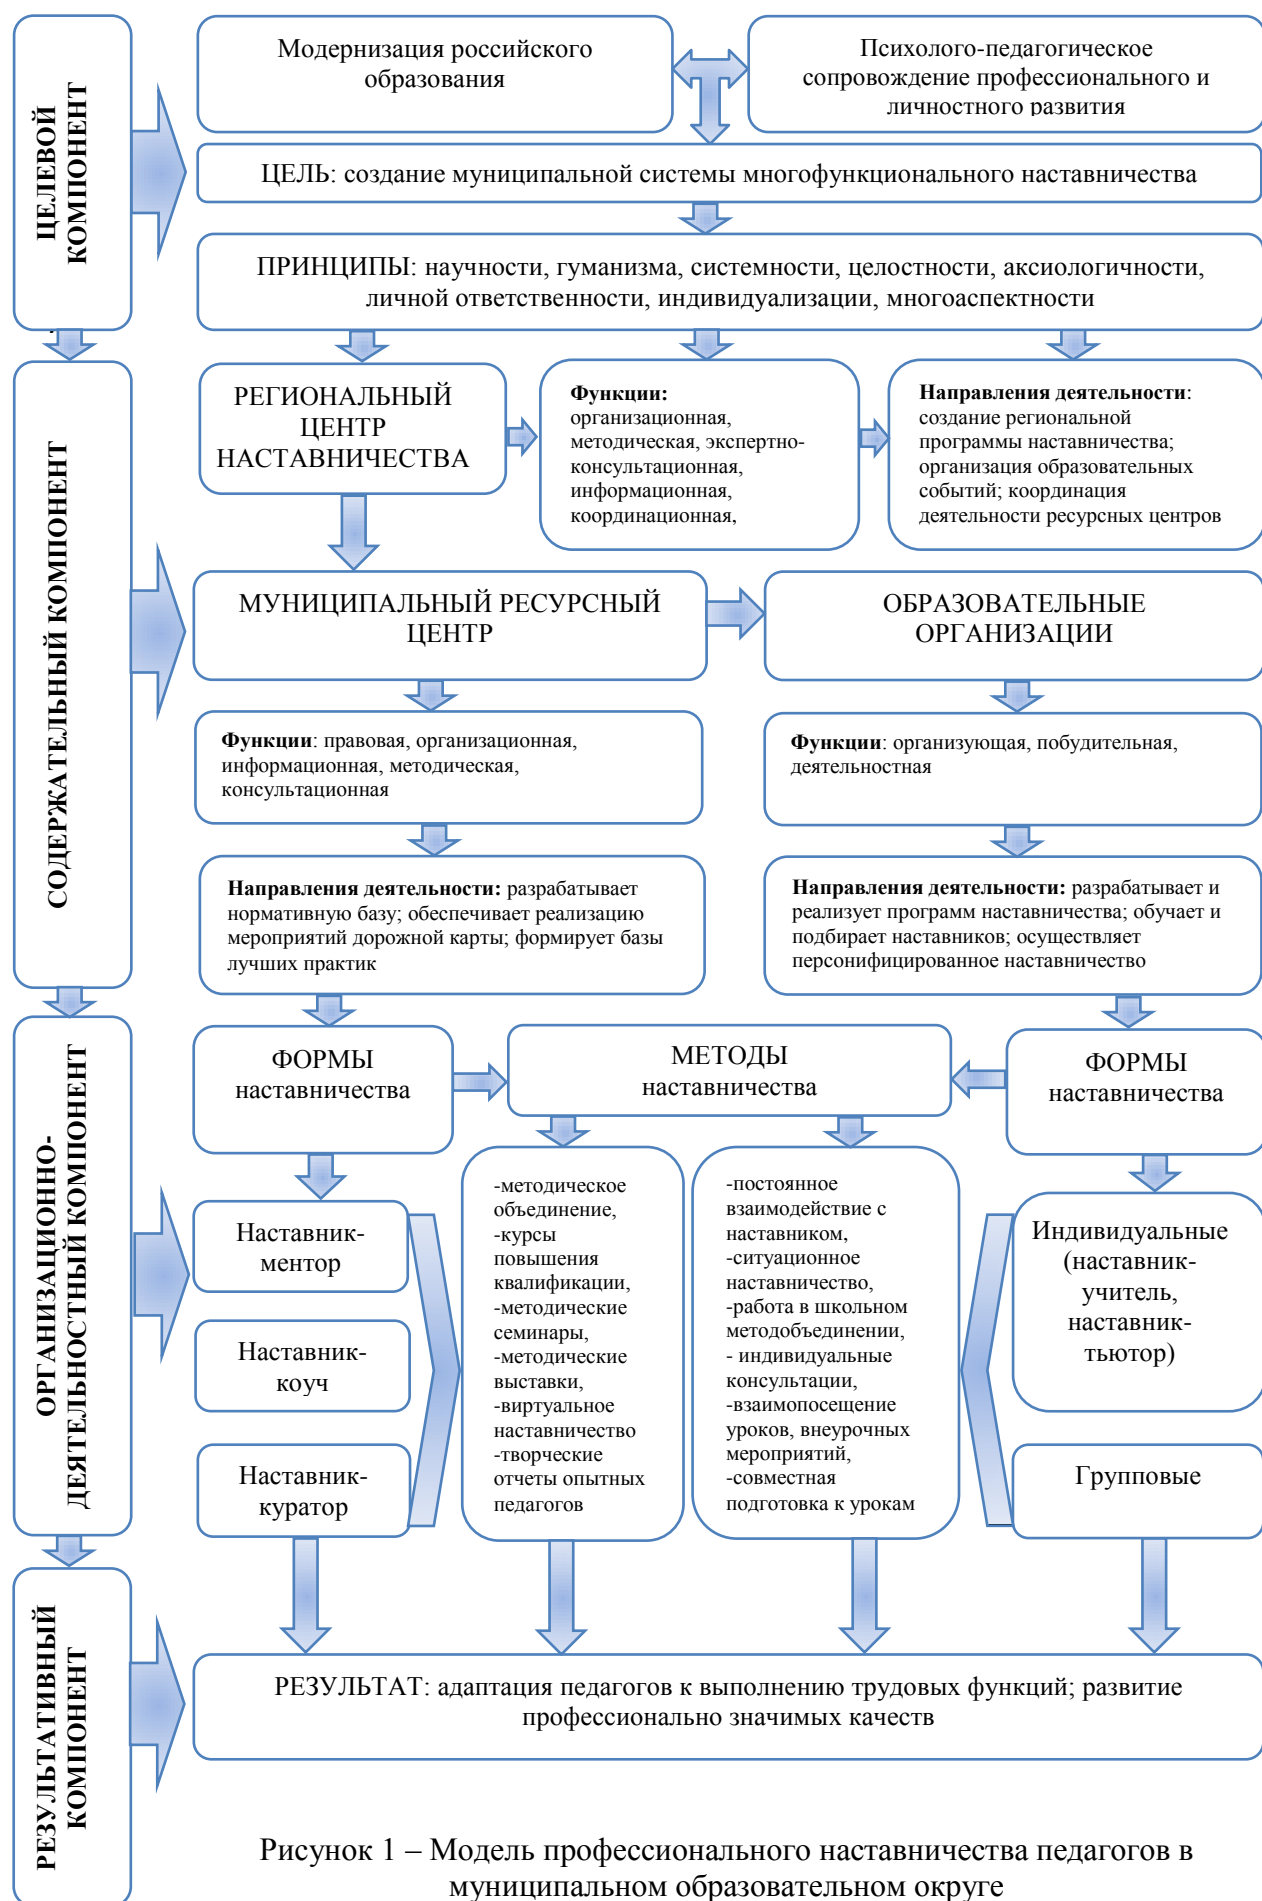 ЦЕЛЕВОЙ
КОМПОНЕНТ
Модернизация российского
образования
Психолого-педагогическое
сопровождение профессионального и
личностного развития
ЦЕЛЬ: создание муниципальной системы многофункционального наставничества
ПРИНЦИПЫ: научности, гуманизма, системности, целостности, аксиологичности,
личной ответственности, индивидуализации, многоаспектности
СОДЕРЖАТЕЛЬНЫЙ КОМПОНЕНТ
РЕГИОНАЛЬНЫЙ
ЦЕНТР
НАСТАВНИЧЕСТВА
Функции:
организационная,
методическая, экспертно-
консультационная,
информационная,
координационная,
Направления деятельности:
создание региональной
программы наставничества;
организация образовательных
событий; координация
деятельности ресурсных центров
МУНИЦИПАЛЬНЫЙ РЕСУРСНЫЙ
ЦЕНТР
ОБРАЗОВАТЕЛЬНЫЕ
ОРГАНИЗАЦИИ
Функции: правовая, организационная,
информационная, методическая,
консультационная
Функции: организующая, побудительная,
деятельностная
Направления деятельности: разрабатывает
нормативную базу; обеспечивает реализацию
мероприятий дорожной карты; формирует базы
лучших практик
Направления деятельности: разрабатывает и
реализует программ наставничества; обучает и
подбирает наставников; осуществляет
персонифицированное наставничество
ОРГАНИЗАЦИОННО-
ДЕЯТЕЛЬНОСТНЫЙ КОМПОНЕНТ
ФОРМЫ
наставничества
МЕТОДЫ
наставничества
ФОРМЫ
наставничества
Наставник-
ментор
Наставник-
коуч
Наставник-
куратор
-методическое
объединение,
-курсы
повышения
квалификации,
-методические
семинары,
-методические
выставки,
-виртуальное
наставничество
-творческие
отчеты опытных
педагогов
-постоянное
взаимодействие с
наставником,
-ситуационное
наставничество,
-работа в школьном
методобъединении,
- индивидуальные
консультации,
-взаимопосещение
уроков, внеурочных
мероприятий,
-совместная
подготовка к урокам
Индивидуальные
(наставник-
учитель,
наставник-
тьютор)
Групповые
РЕЗУЛЬТАТИВНЫЙ
КОМПОНЕНТ
РЕЗУЛЬТАТ: адаптация педагогов к выполнению трудовых функций; развитие
профессионально значимых качеств
Рисунок 1 – Модель профессионального наставничества педагогов в
муниципальном образовательном округе